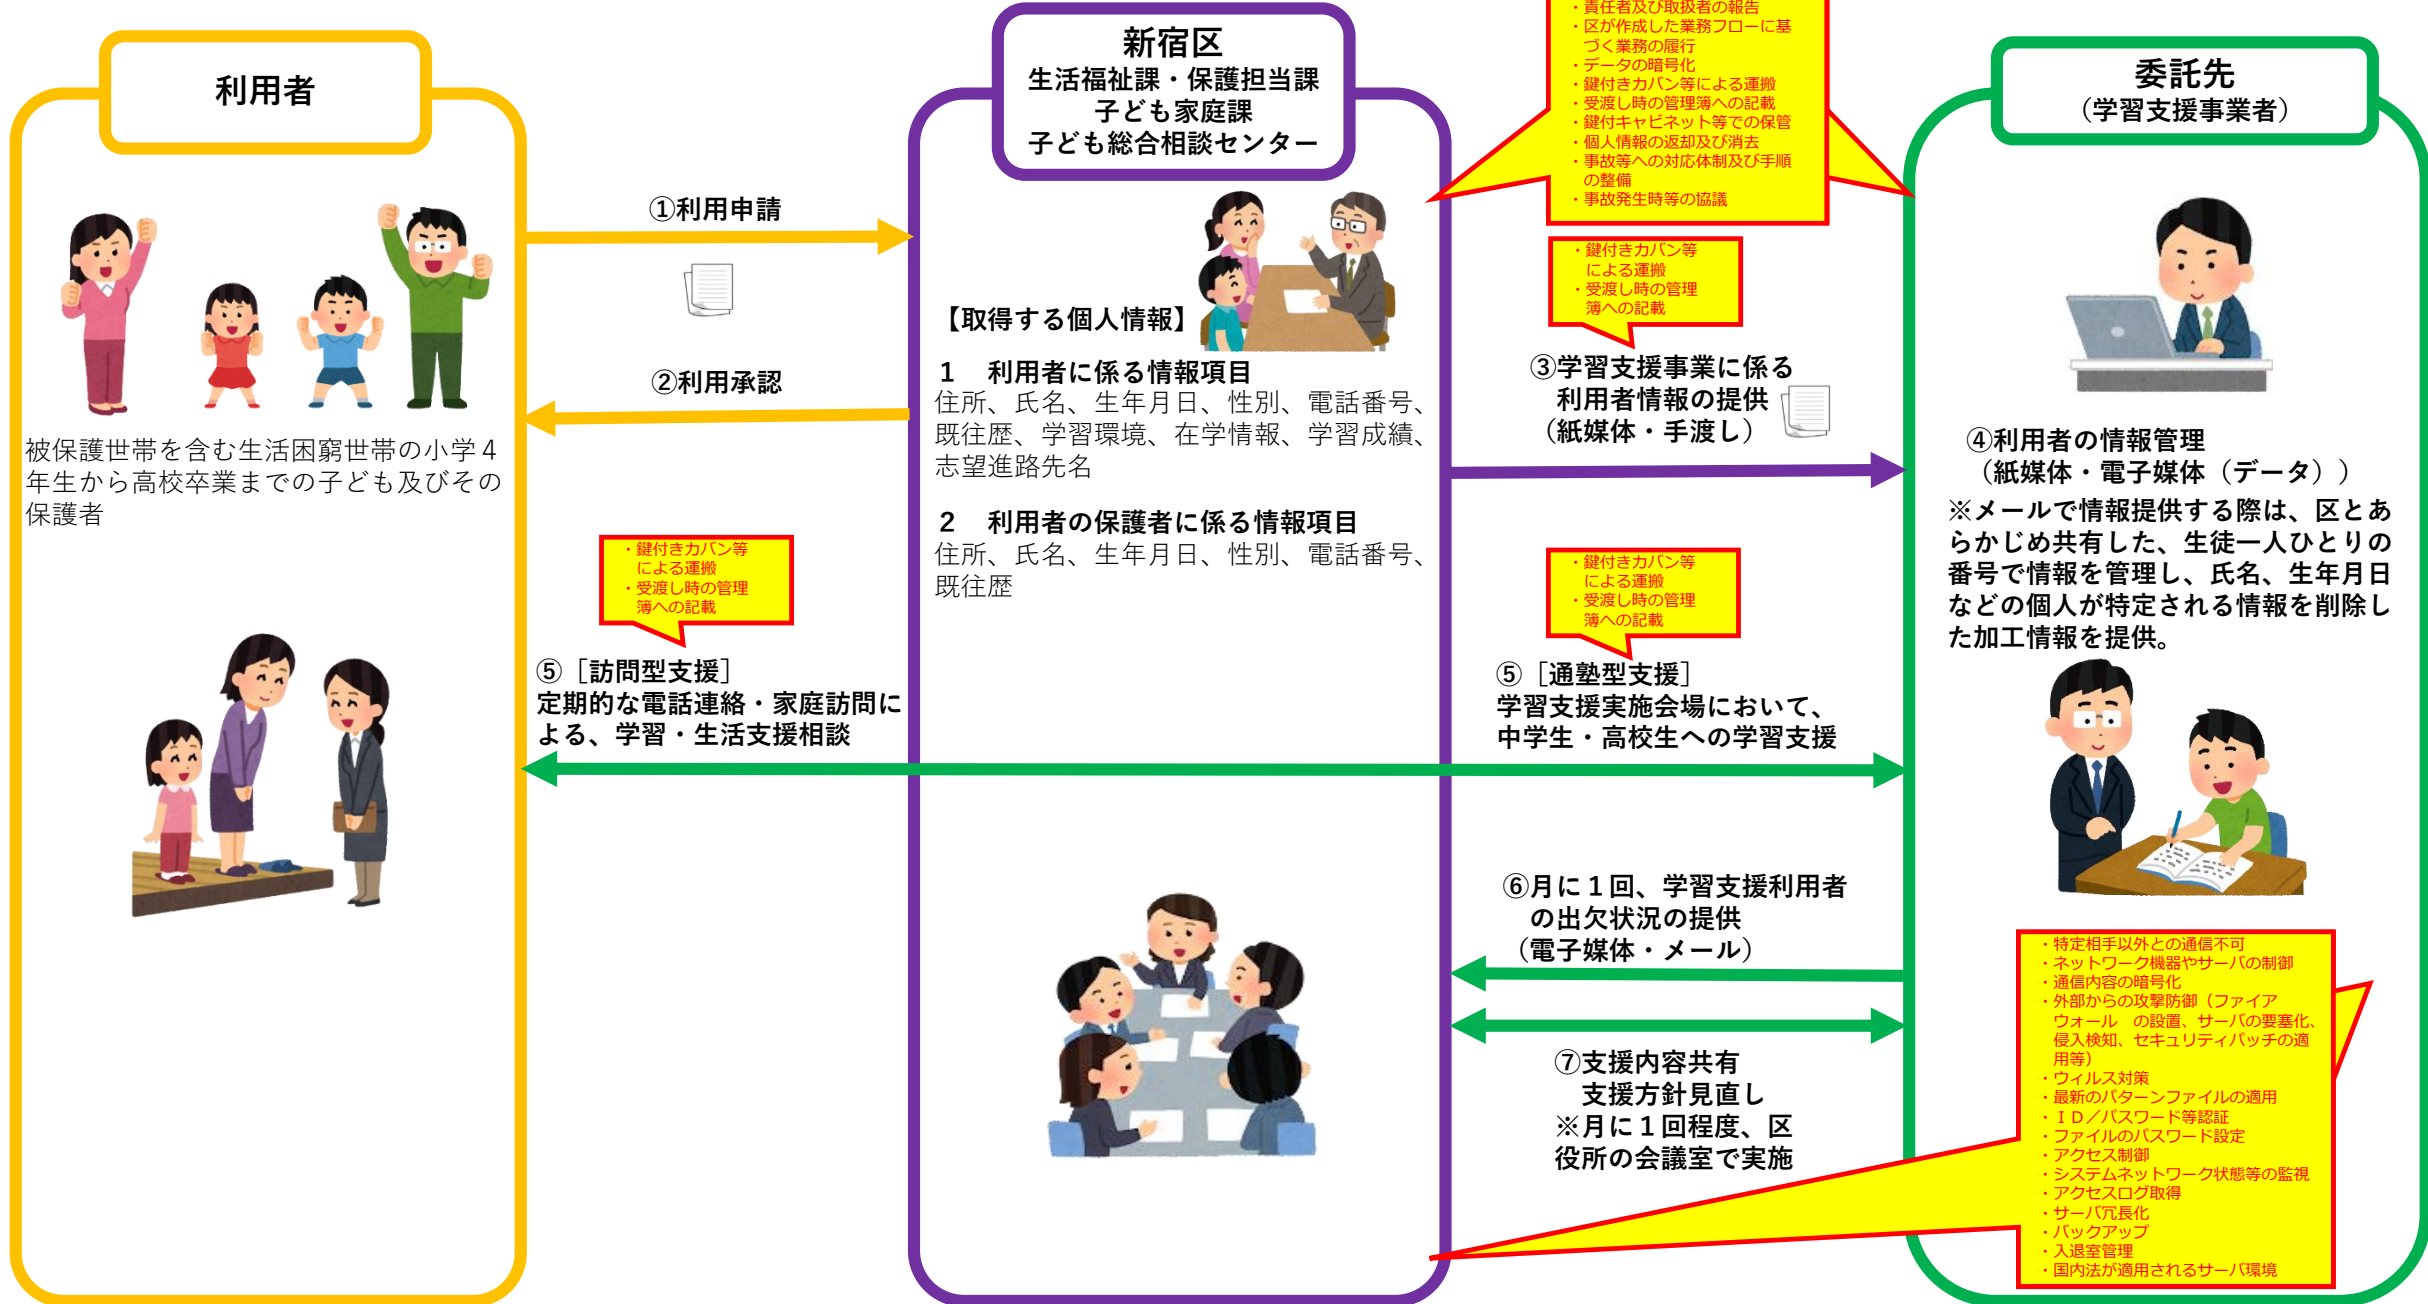 利用者
被保護世帯を含む生活困窮世帯の小学４
年生から高校卒業までの子ども及びその
保護者
①利用申請
②利用承認
・鍵付きカバン等
による運搬
・受渡し時の管理
簿への記載
⑤［訪問型支援］
定期的な電話連絡・家庭訪問に
よる、学習・生活支援相談
新宿区
生活福祉課・保護担当課
子ども家庭課
子ども総合相談センター
【取得する個人情報】
１　利用者に係る情報項目
住所、氏名、生年月日、性別、電話番号、
既往歴、学習環境、在学情報、学習成績、
志望進路先名
２　利用者の保護者に係る情報項目
住所、氏名、生年月日、性別、電話番号、
既往歴
・責任者及び取扱者の報告
・区が作成した業務フローに基
づく業務の履行
・データの暗号化
・鍵付きカバン等による運搬
・受渡し時の管理簿への記載
・鍵付キャビネット等での保管
・個人情報の返却及び消去
・事故等への対応体制及び手順
の整備
・事故発生時等の協議
・鍵付きカバン等
による運搬
・受渡し時の管理
簿への記載
③学習支援事業に係る
利用者情報の提供
（紙媒体・手渡し）
・鍵付きカバン等
による運搬
・受渡し時の管理
簿への記載
⑤［通塾型支援］
学習支援実施会場において、
中学生・高校生への学習支援
⑥月に１回、学習支援利用者
の出欠状況の提供
（電子媒体・メール）
⑦支援内容共有
支援方針見直し
※月に１回程度、区
役所の会議室で実施
委託先
（学習支援事業者）
④利用者の情報管理
（紙媒体・電子媒体（データ））
※メールで情報提供する際は、区とあ
らかじめ共有した、生徒一人ひとりの
番号で情報を管理し、氏名、生年月日
などの個人が特定される情報を削除し
た加工情報を提供。
・特定相手以外との通信不可
・ネットワーク機器やサーバの制御
・通信内容の暗号化
・外部からの攻撃防御（ファイア
ウォール　の設置、サーバの要塞化、
侵入検知、セキュリティパッチの適
用等）
・ウィルス対策
・最新のパターンファイルの適用
・ＩＤ／パスワード等認証
・ファイルのパスワード設定
・アクセス制御
・システムネットワーク状態等の監視
・アクセスログ取得
・サーバ冗長化
・バックアップ
・入退室管理
・国内法が適用されるサーバ環境